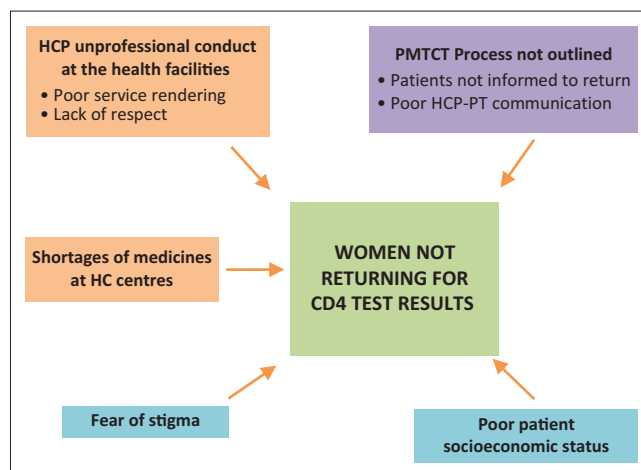 HCP unprofessional conduct
at the health facilities
• Poor service rendering
• Lack of respect
PMTCT Process not outlined
• Patients not informed to return
• Poor HCP-PT communication
Shortages of medicines
at HC centres
WOMEN NOT
RETURNING FOR
CD4 TEST RESULTS
Fear of stigma
Poor patient
socioeconomic status